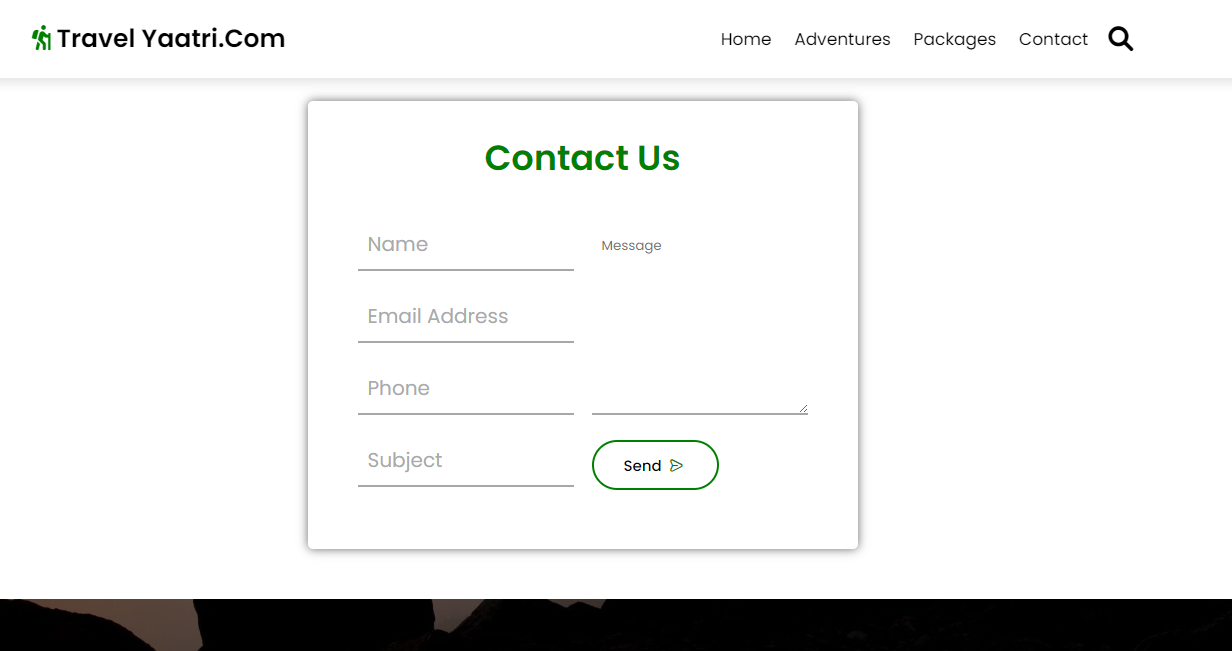 Travel Yaatri.Com
Home Adventures Packages Contact
Contact Us
Name
Message
Email Address
Phone
Subject
Send